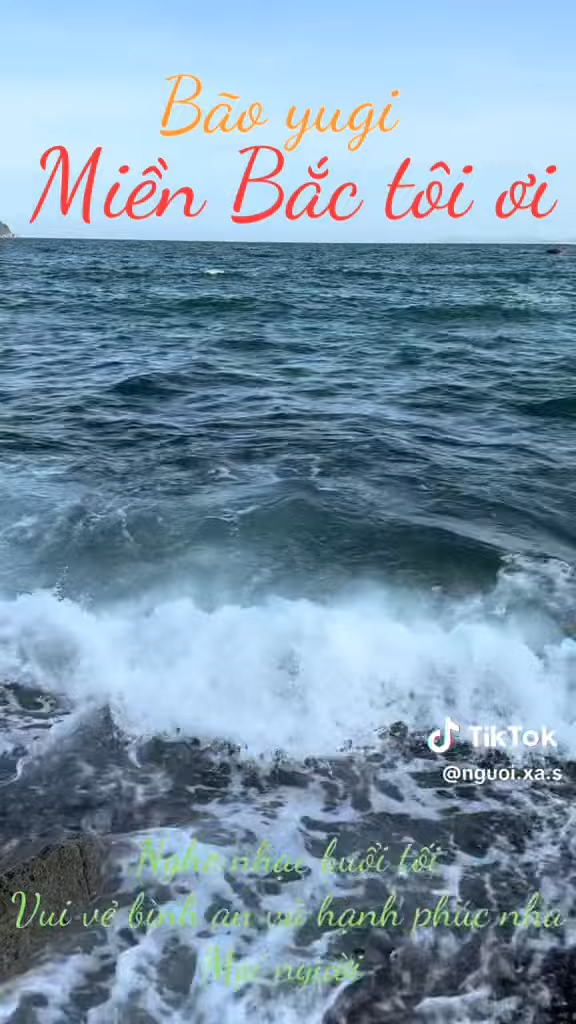 Bão yugi
Miền Bắc tôi ơi
TikTok
@nguoi.xa.s
Nghe nhạc buổi tối
Vui vẻ bình an và hạnh phúc nha
Mọi người